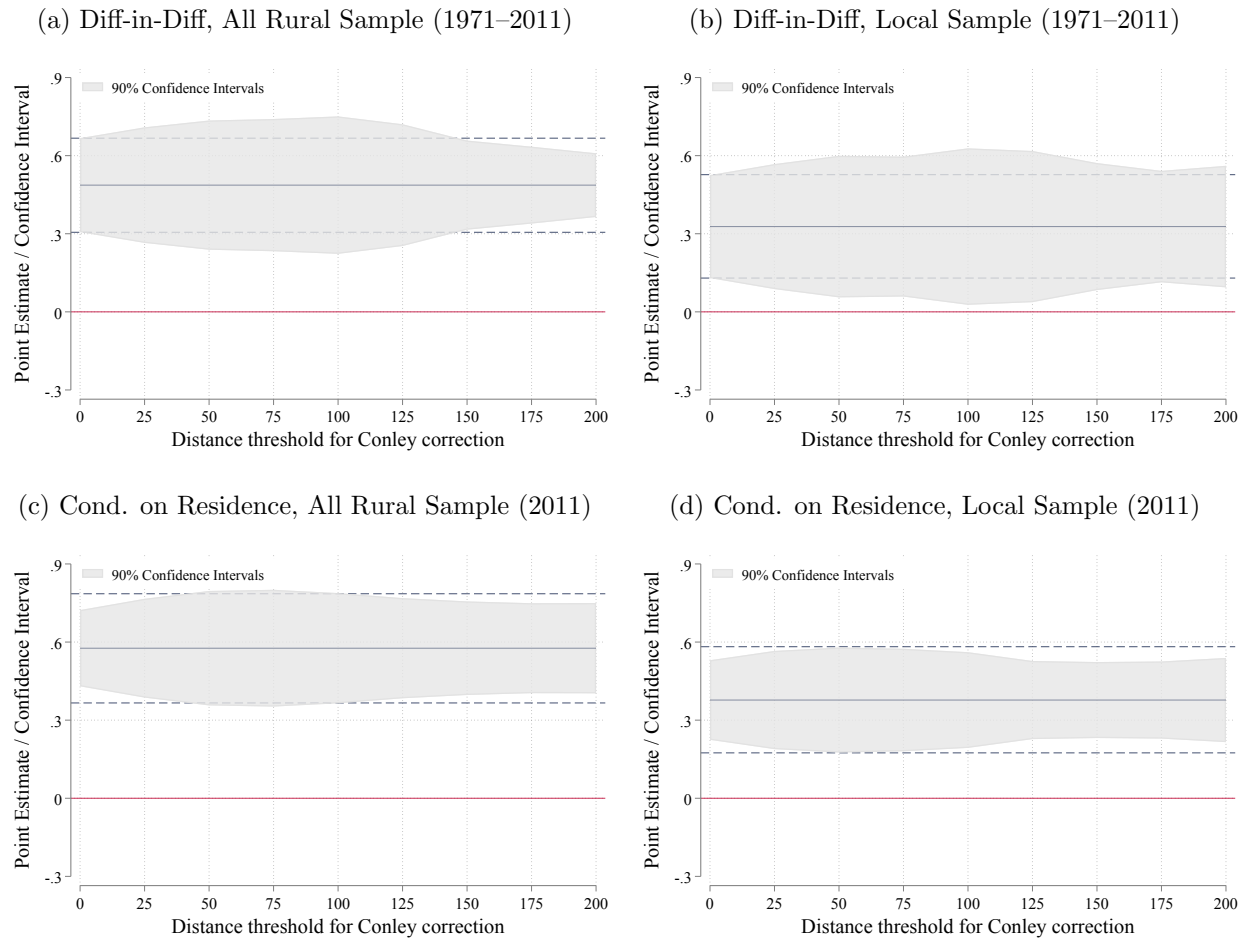 (a) Diff-in-Diff, All Rural Sample (1971–2011)
Point Estimate / Confidence Interval
.9
.6
.3
0
-.3
90% Confidence Intervals
0 25 50 75 100 125 150 175 200
Distance threshold for Conley correction
(b) Diff-in-Diff, Local Sample (1971–2011)
Point Estimate / Confidence Interval
.9
.6
.3
0
-.3
90% Confidence Intervals
0 25 50 75 100 125 150 175 200
Distance threshold for Conley correction
(c) Cond. on Residence, All Rural Sample (2011)
Point Estimate / Confidence Interval
.9
.6
.3
0
-.3
90% Confidence Intervals
0 25 50 75 100 125 150 175 200
Distance threshold for Conley correction
(d) Cond. on Residence, Local Sample (2011)
Point Estimate / Confidence Interval
.9
.6
.3
0
-.3
90% Confidence Intervals
0 25 50 75 100 125 150 175 200
Distance threshold for Conley correction